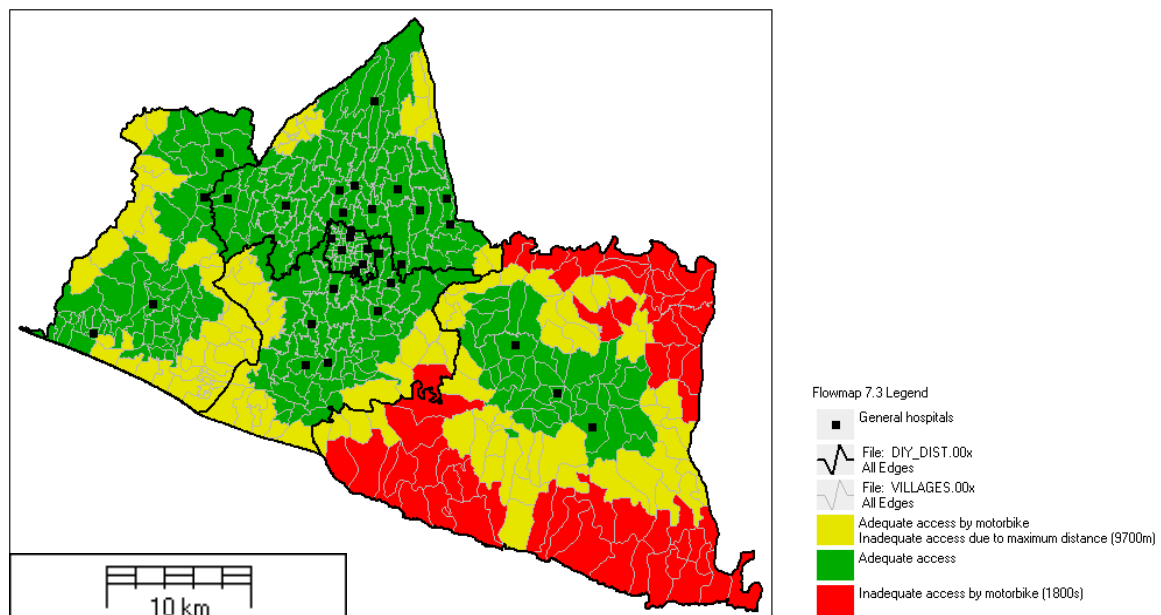 10 km
Flowmap 7.3 Legend
General hospitals
File: DIY_DIST.00x
All Edges
File: VILLAGES.00x
All Edges
Adequate access by motorbike
Inadequate access due to maximum distance (9700m)
Adequate access
Inadequate access by motorbike (1800s)